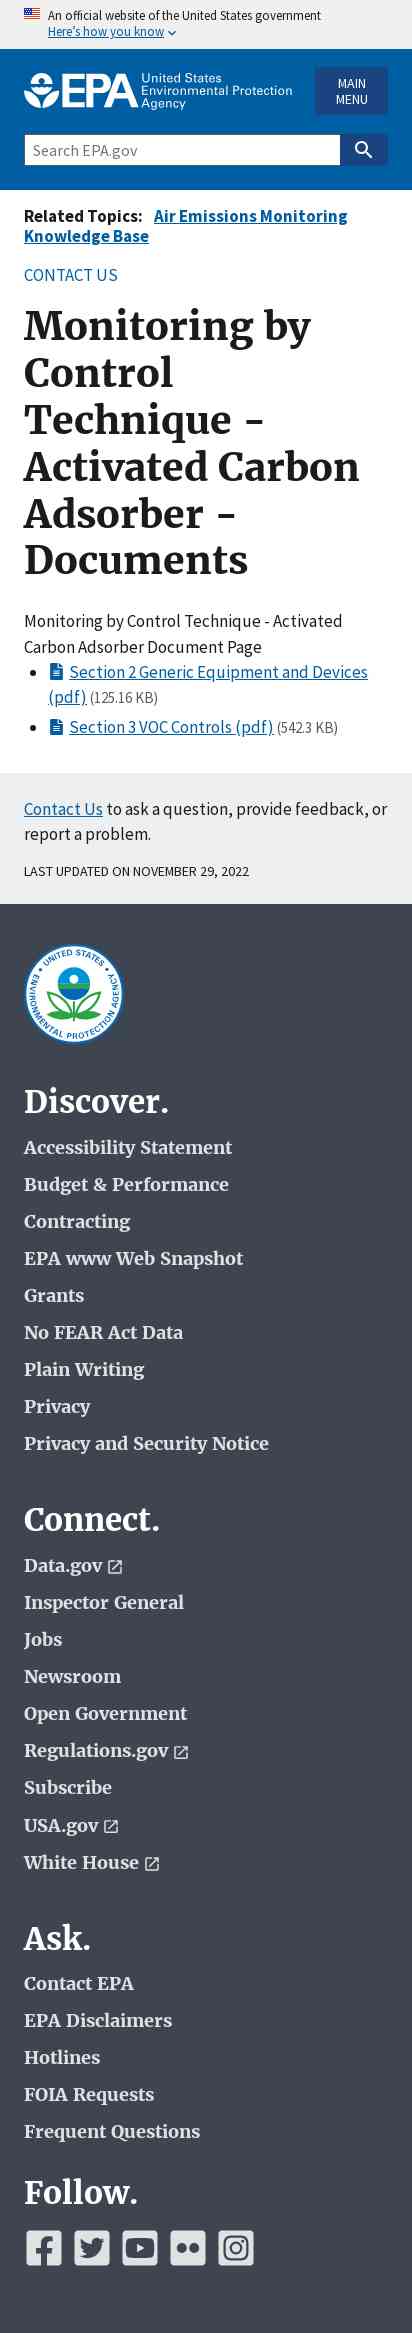 An official website of the United States government
Here's how you know
EPA United States
Environmental Protection
Agency
MAIN
MENU
Search EPA.gov
Related Topics: Air Emissions Monitoring
Knowledge Base
CONTACT US
Monitoring by
Control
Technique -
Activated Carbon
Adsorber -
Documents
Monitoring by Control Technique - Activated
Carbon Adsorber Document Page
Section 2 Generic Equipment and Devices
(pdf) (125.16 KB)
Section 3 VOC Controls (pdf) (542.3 KB)
Contact Us to ask a question, provide feedback, or
report a problem.
LAST UPDATED ON NOVEMBER 29, 2022
UNITED STATES
ENVIRONMENTAL PROTECTION AGENCY
Discover.
Accessibility Statement
Budget & Performance
Contracting
EPA www Web Snapshot
Grants
No FEAR Act Data
Plain Writing
Privacy
Privacy and Security Notice
Connect.
Data.gov
Inspector General
Jobs
Newsroom
Open Government
Regulations.gov
Subscribe
USA.gov
White House
Ask.
Contact EPA
EPA Disclaimers
Hotlines
FOIA Requests
Frequent Questions
Follow.